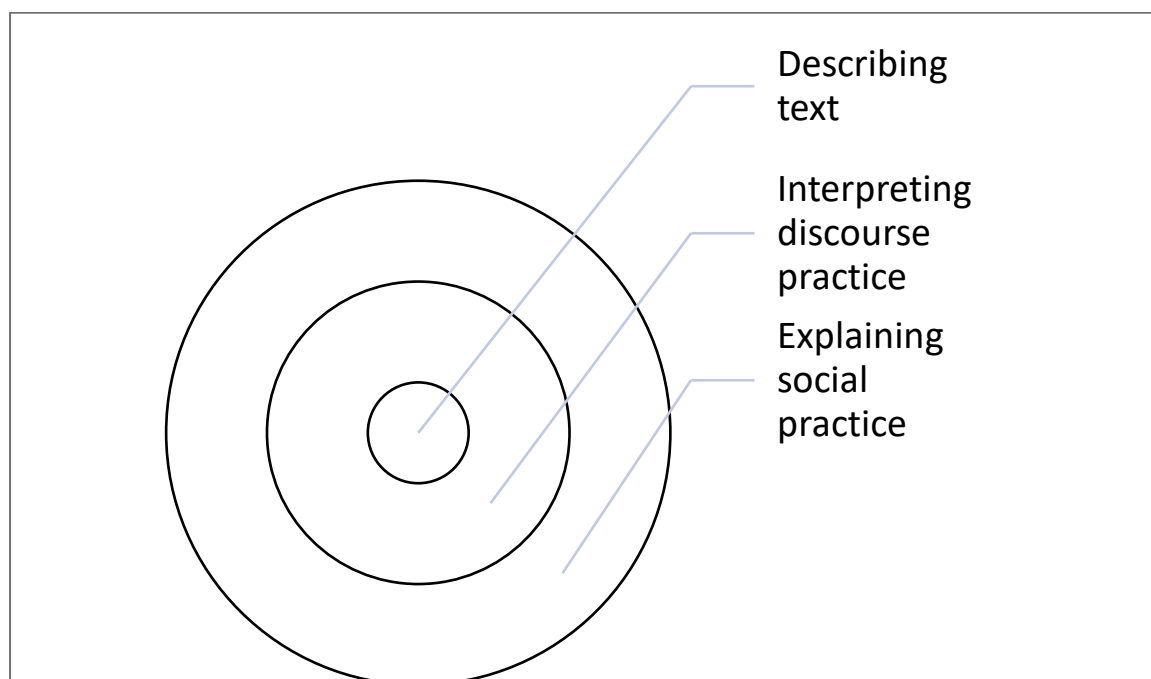 Describing
text
Interpreting
discourse
practice
Explaining
social
practice